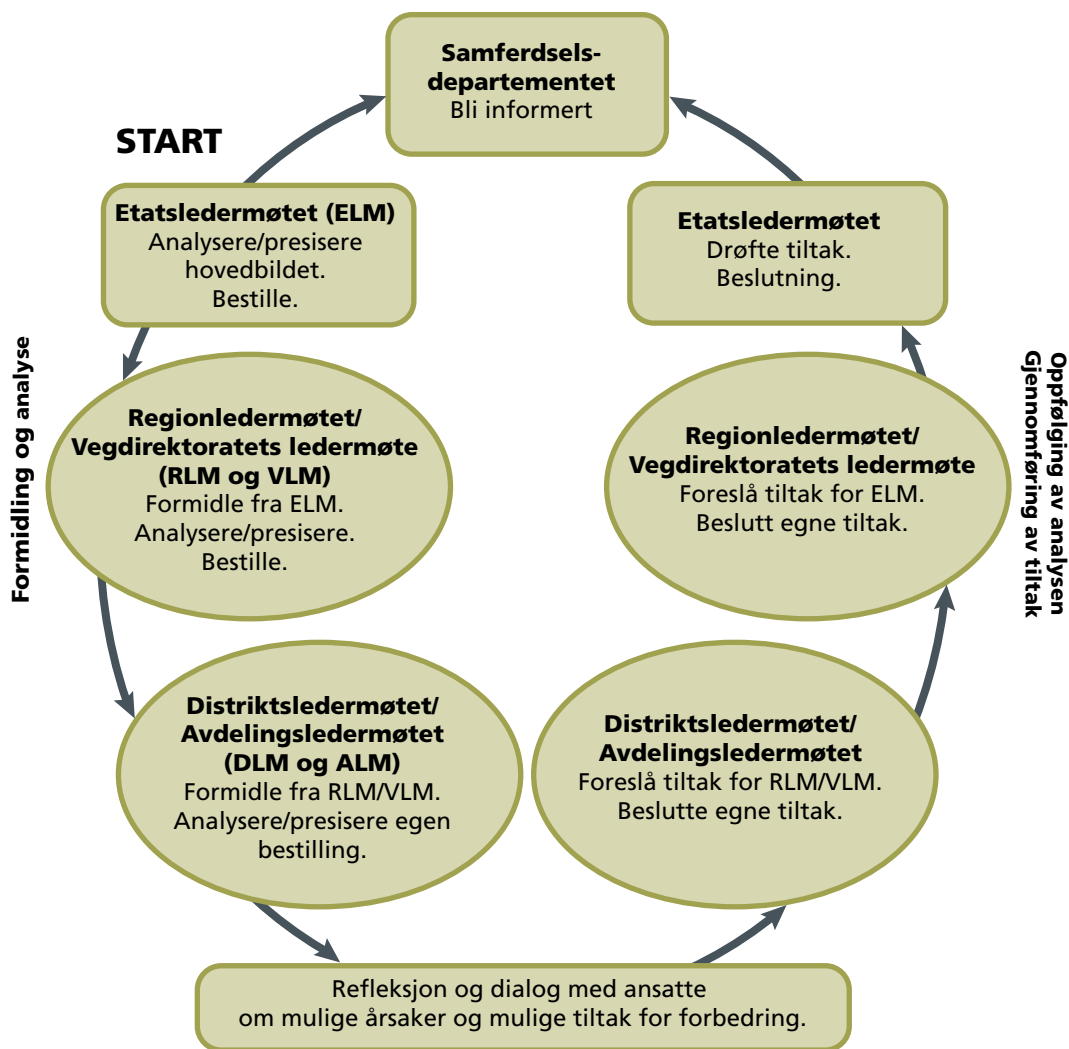 Samferdsels-
departementet
Bli informert
START
Etatsledermøtet (ELM)
Analysere/presisere
hovedbildet.
Bestille.
Etatsledermøtet
Drøfte tiltak.
Beslutning.
Formidling og analyse
Regionledermøtet/
Vegdirektoratets ledermøte
(RLM og VLM)
Formidle fra ELM.
Analysere/presisere.
Bestille.
Regionledermøtet/
Vegdirektoratets ledermøte
Foreslå tiltak for ELM.
Beslutt egne tiltak.
Oppfølging av analysen
Gjennomføring av tiltak
Distriktsledermøtet/
Avdelingsledermøtet
(DLM og ALM)
Formidle fra RLM/VLM.
Analysere/presisere egen
bestilling.
Distriktsledermøtet/
Avdelingsledermøtet
Foreslå tiltak for RLM/VLM.
Beslutte egne tiltak.
Refleksjon og dialog med ansatte
om mulige årsaker og mulige tiltak for forbedring.